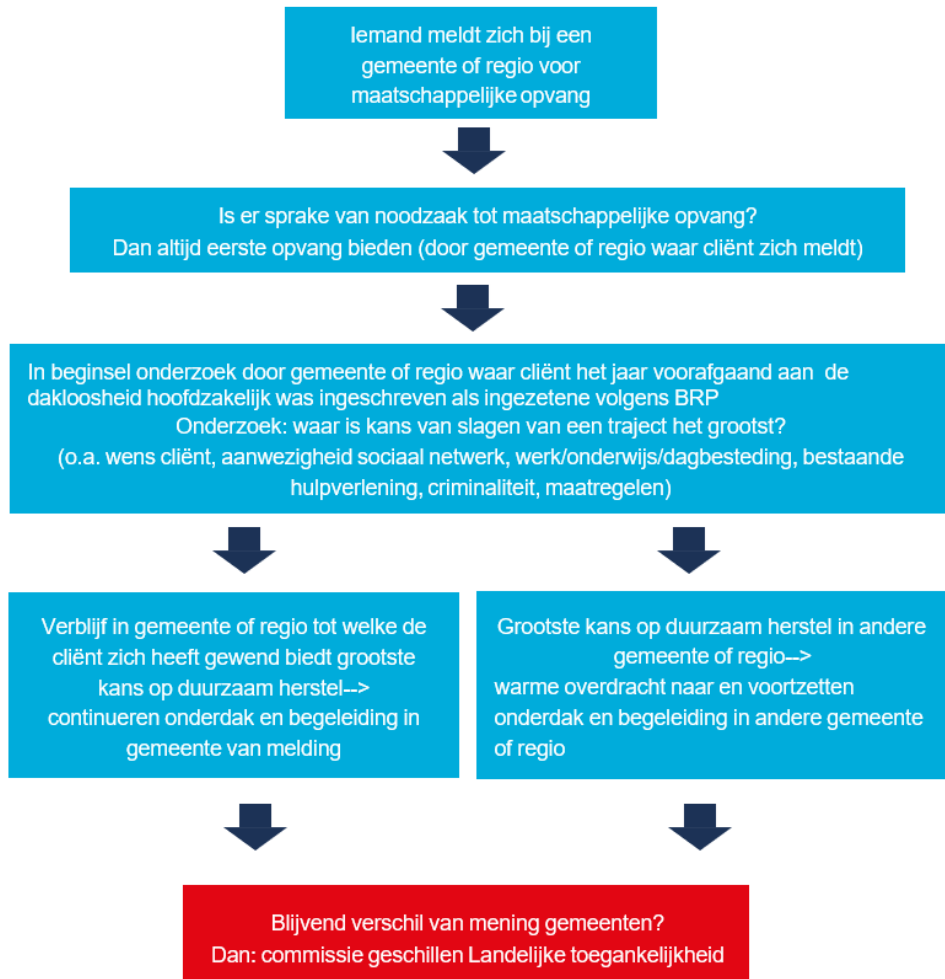 Iemand meldt zich bij een
gemeente of regio voor
maatschappelijke opvang
Is er sprake van noodzaak tot maatschappelijke opvang?
Dan altijd eerste opvang bieden (door gemeente of regio waar cliënt zich meldt)
In beginsel onderzoek door gemeente of regio waar cliënt het jaar voorafgaand aan de
dakloosheid hoofdzakelijk was ingeschreven als ingezetene volgens BRP
Onderzoek: waar is kans van slagen van een traject het grootst?
(o.a. wens cliënt, aanwezigheid sociaal netwerk, werk/onderwijs/dagbesteding, bestaande
hulpverlening, criminaliteit, maatregelen)
Verblijf in gemeente of regio tot welke de
cliënt zich heeft gewend biedt grootste
kans op duurzaam herstel-->
continueren onderdak en begeleiding in
gemeente van melding
Grootste kans op duurzaam herstel in andere
gemeente of regio-->
warme overdracht naar en voortzetten
onderdak en begeleiding in andere gemeente
of regio
Blijvend verschil van mening gemeenten?
Dan: commissie geschillen Landelijke toegankelijkheid